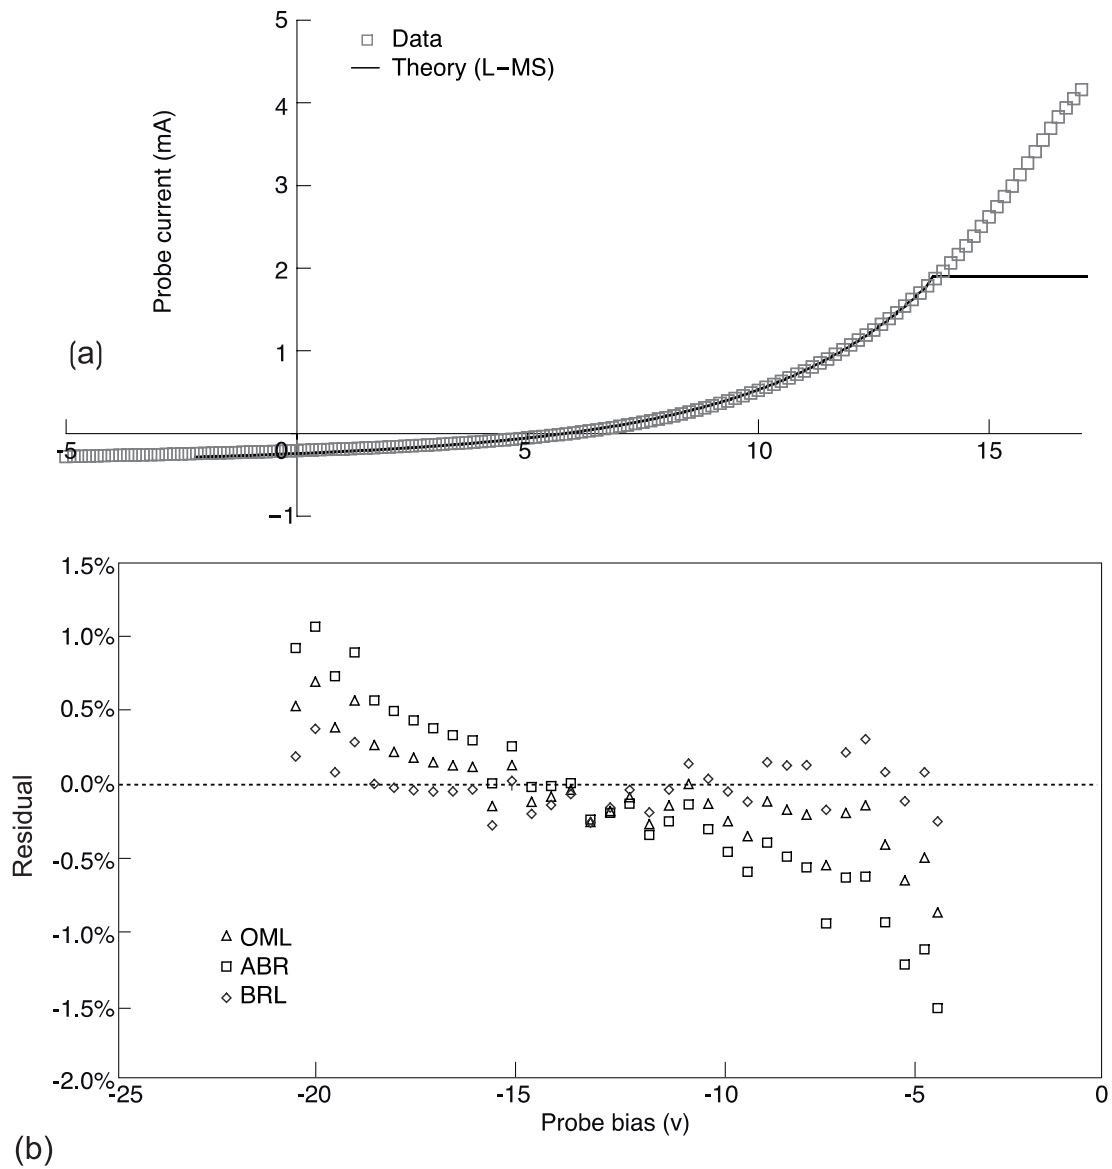 5
Data
Theory (L−MS)
4
Probe current (mA)
3
2
(a)
1
-5
0
5
10
15
−1
1.5%
1.0%
0.5%
0.0%
Residual
-0.5%
-1.0%
OML
ABR
-1.5%
BRL
-2.0%
-25
-20
-15
-10
-5
0
Probe bias (v)
(b)